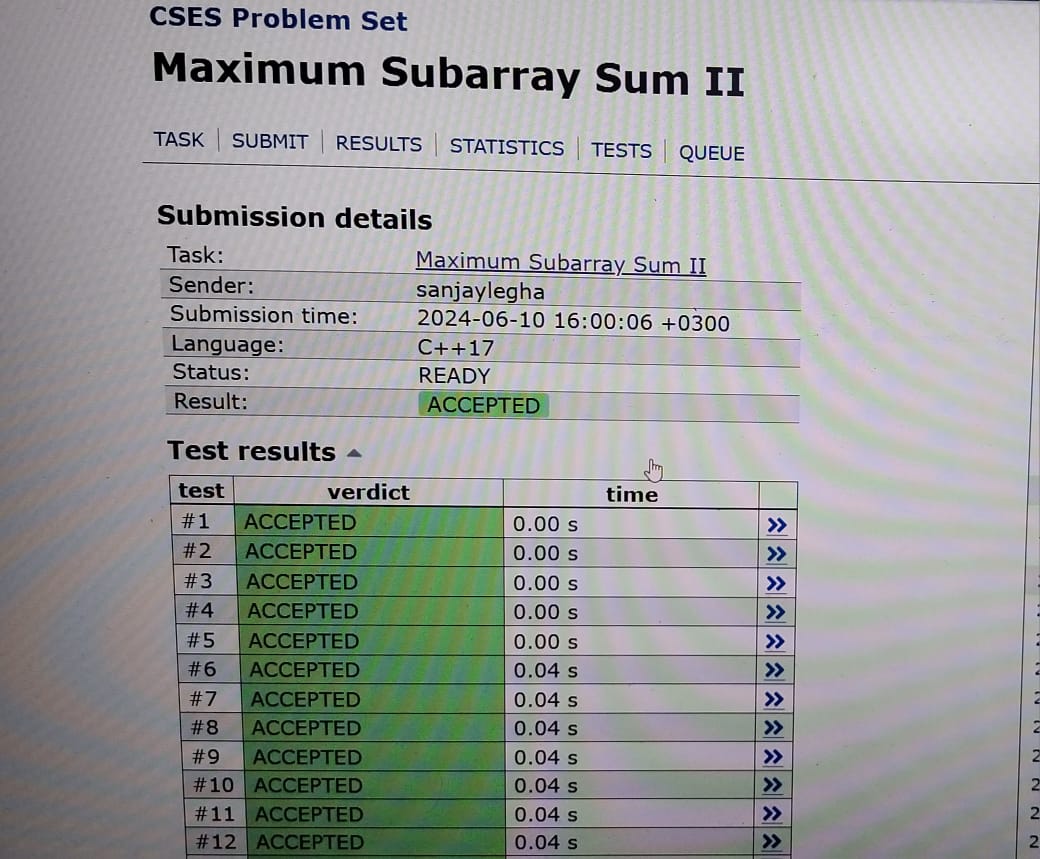 CSES Problem Set
Maximum Subarray Sum II
TASK | SUBMIT | RESULTS | STATISTICS | TESTS | QUEUE
Submission details
Task: Maximum Subarray Sum II
Sender: sanjaylegha
Submission time: 2024-06-10 16:00:06 +0300
Language: C++17
Status: READY
Result: ACCEPTED
Test results
test verdict time
#1 ACCEPTED 0.00 s »
#2 ACCEPTED 0.00 s »
#3 ACCEPTED 0.00 s »
#4 ACCEPTED 0.00 s »
#5 ACCEPTED 0.00 s »
#6 ACCEPTED 0.04 s »
#7 ACCEPTED 0.04 s »
#8 ACCEPTED 0.04 s »
#9 ACCEPTED 0.04 s »
#10 ACCEPTED 0.04 s »
#11 ACCEPTED 0.04 s »
#12 ACCEPTED 0.04 s »